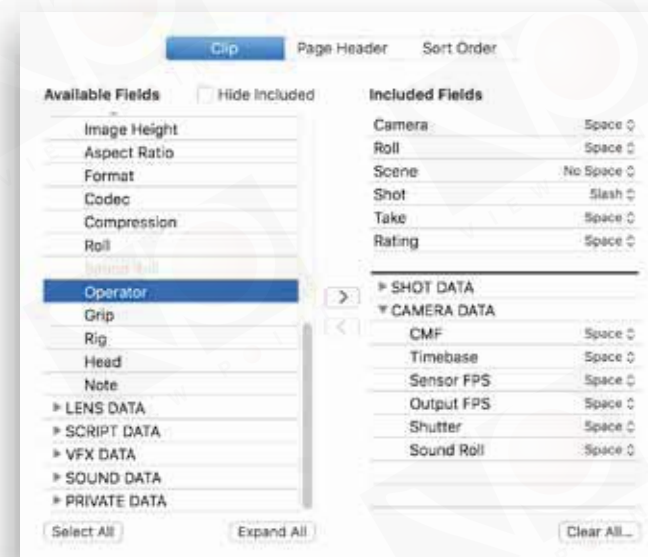 Clip Page Header Sort Order
Available Fields Hide Included
Image Height
Aspect Ratio
Format
Codec
Compression
Roll
Sound Roll
Operator
Grip
Rig
Head
Note
LENS DATA
SCRIPT DATA
VFX DATA
SOUND DATA
PRIVATE DATA
Select All Expand All
Included Fields
Camera Space
Roll Space
Scene No Space
Shot Slash
Take Space
Rating Space
SHOT DATA
CAMERA DATA
CMF Space
Timebase Space
Sensor FPS Space
Output FPS Space
Shutter Space
Sound Roll Space
Clear All...